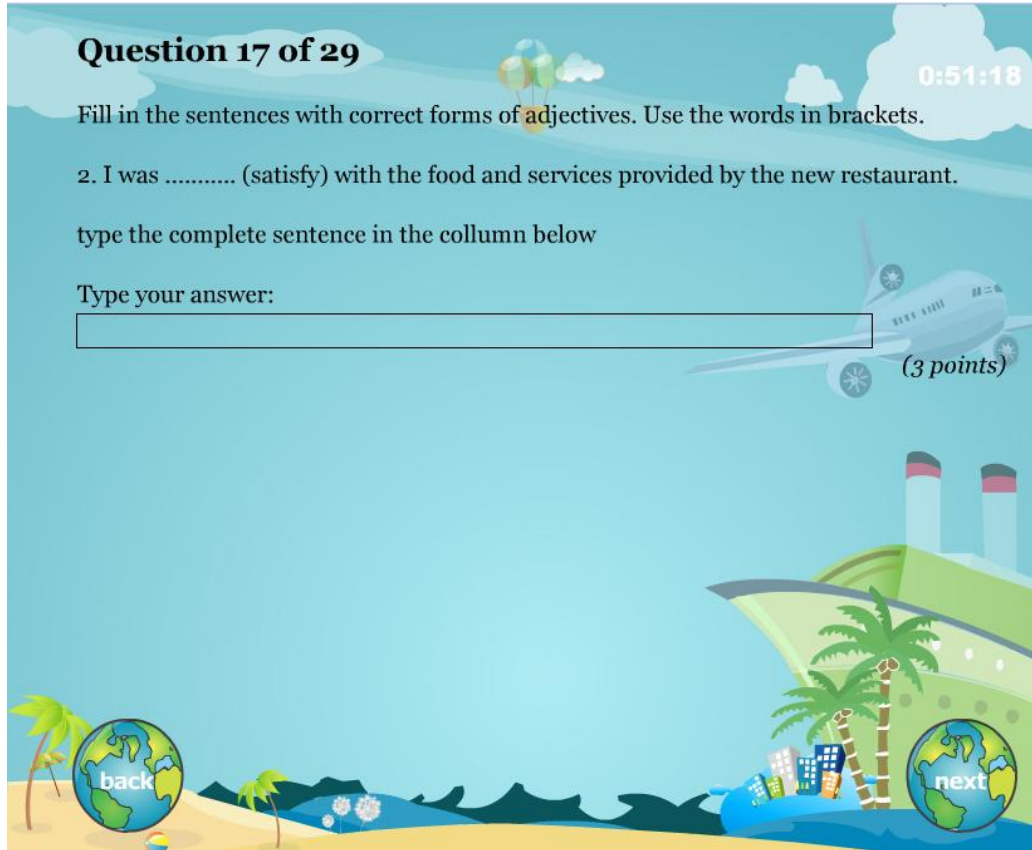 Question 17 of 29
0:51:18
Fill in the sentences with correct forms of adjectives. Use the words in brackets.
2. I was ........... (satisfy) with the food and services provided by the new restaurant.
type the complete sentence in the collumn below
Type your answer:
(3 points)
back
next